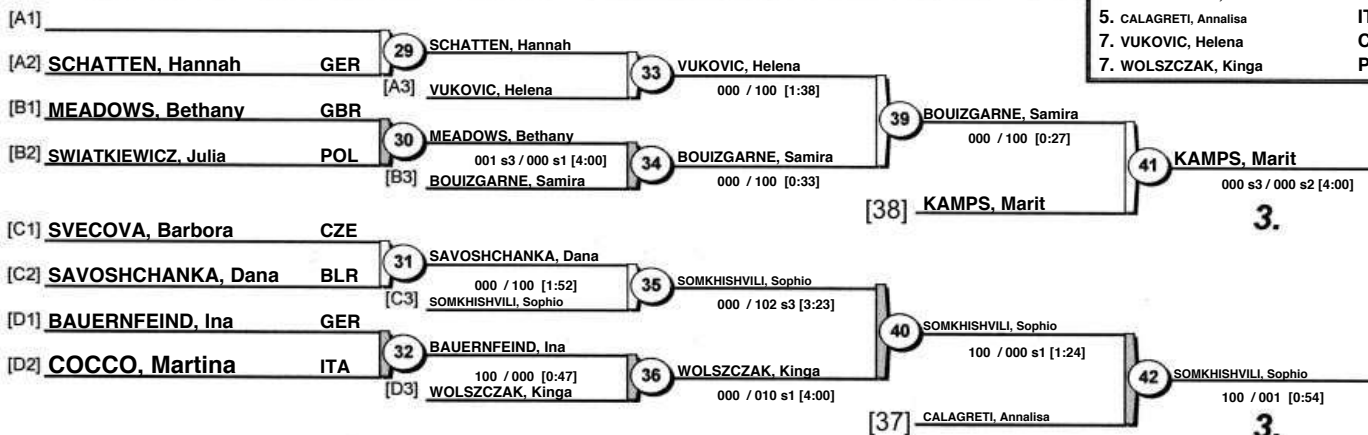 5. CALAGRETI, Annalisa
7. VUKOVIC, Helena
7. WOLSZCZAK, Kinga
[A1]
[A2] SCHATTEN, Hannah GER
29
SCHATTEN, Hannah
[A3] VUKOVIC, Helena
33
VUKOVIC, Helena
000 / 100 [1:38]
[B1] MEADOWS, Bethany GBR
[B2] SWIATKIEWICZ, Julia POL
30
MEADOWS, Bethany
001 s3 / 000 s1 [4:00]
[B3] BOUIZGARNE, Samira
34
BOUIZGARNE, Samira
000 / 100 [0:33]
39
BOUIZGARNE, Samira
000 / 100 [0:27]
[38] KAMPS, Marit
41
KAMPS, Marit
000 s3 / 000 s2 [4:00]
3.
[C1] SVECOVA, Barbora CZE
[C2] SAVOSHCHANKA, Dana BLR
31
SAVOSHCHANKA, Dana
000 / 100 [1:52]
[C3] SOMKHISHVILI, Sophio
35
SOMKHISHVILI, Sophio
000 / 102 s3 [3:23]
[D1] BAUERNFEIND, Ina GER
[D2] COCCO, Martina ITA
32
BAUERNFEIND, Ina
100 / 000 [0:47]
[D3] WOLSZCZAK, Kinga
36
WOLSZCZAK, Kinga
000 / 010 s1 [4:00]
40
SOMKHISHVILI, Sophio
100 / 000 s1 [1:24]
[37] CALAGRETI, Annalisa
42
SOMKHISHVILI, Sophio
100 / 001 [0:54]
3.